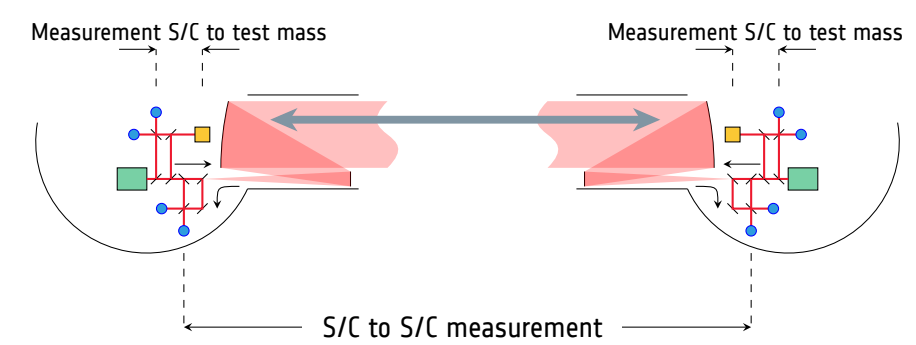 Measurement S/C to test mass
Measurement S/C to test mass
S/C to S/C measurement